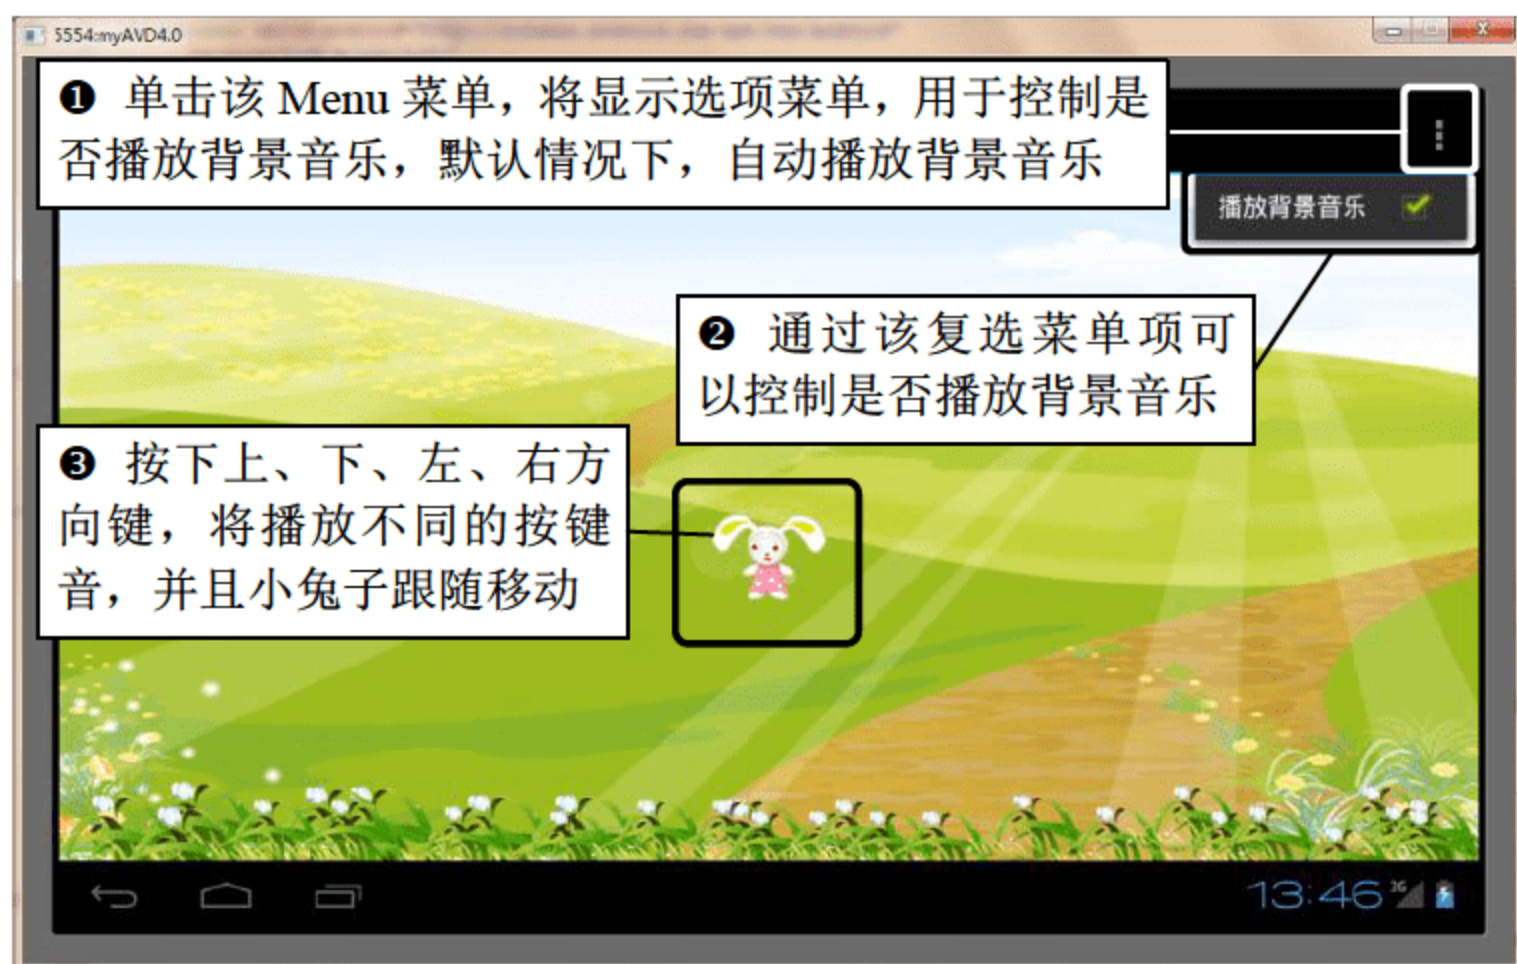 5554:myAVD4.0
❶ 单击该 Menu 菜单，将显示选项菜单，用于控制是
否播放背景音乐，默认情况下，自动播放背景音乐
播放背景音乐
❷ 通过该复选菜单项可
以控制是否播放背景音乐
❸ 按下上、下、左、右方
向键，将播放不同的按键
音，并且小兔子跟随移动
13:46
3G